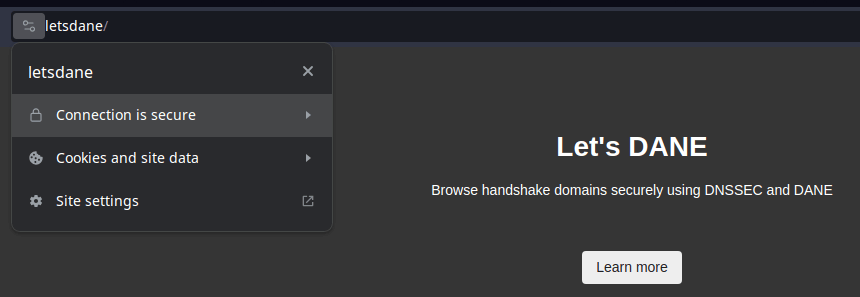 letsdane/
letsdane
Connection is secure
Cookies and site data
Site settings
Let's DANE
Browse handshake domains securely using DNSSEC and DANE
Learn more